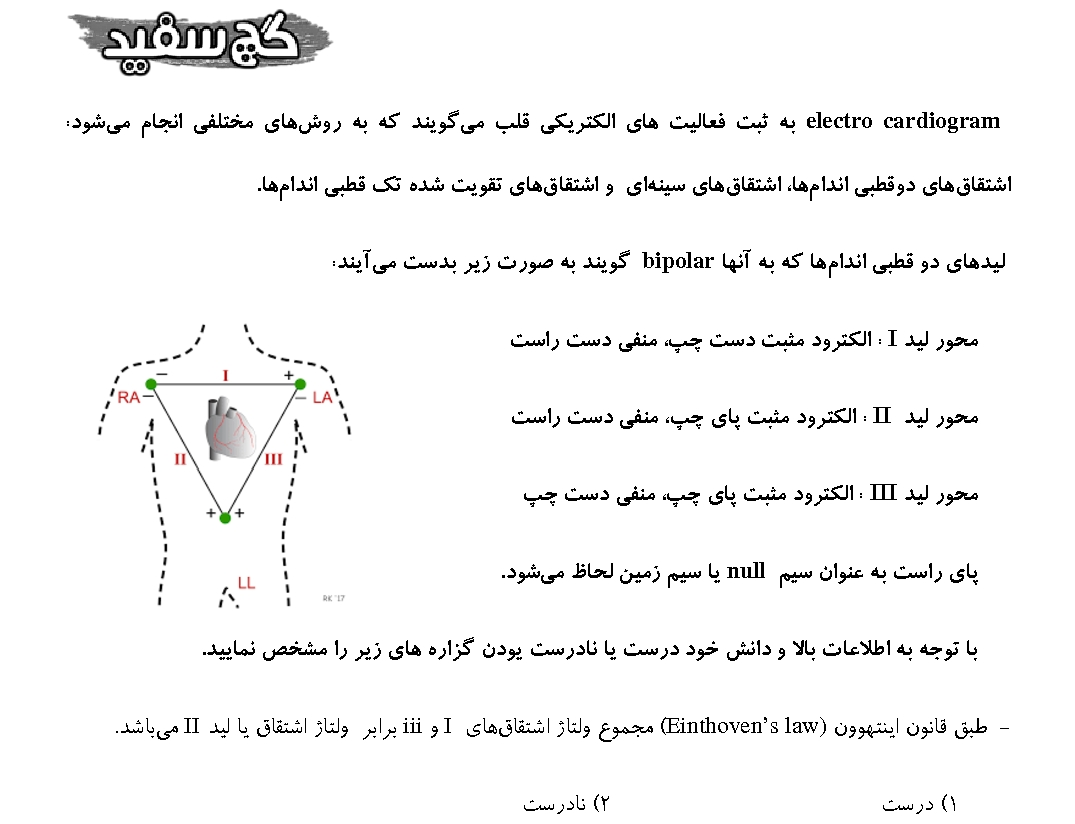 گچ سفید
electro cardiogram به ثبت فعالیت های الکتریکی قلب می‌گویند که به روش‌های مختلفی انجام می‌شود:
اشتقاق‌های دوقطبی اندام‌ها، اشتقاق‌های سینه‌ای و اشتقاق‌های تقویت شده تک قطبی اندام‌ها.
لیدهای دو قطبی اندام‌ها که به آنها bipolar گویند به صورت زیر بدست می‌آیند:
محور لید I : الکترود مثبت دست چپ، منفی دست راست
محور لید II : الکترود مثبت پای چپ، منفی دست راست
محور لید III : الکترود مثبت پای چپ، منفی دست چپ
پای راست به عنوان سیم null یا سیم زمین لحاظ می‌شود.
− I +
RA − − LA
II III
+ +
LL
RK '17
با توجه به اطلاعات بالا و دانش خود درست یا نادرست یودن گزاره های زیر را مشخص نمایید.
- طبق قانون اینتهوون (Einthoven's law) مجموع ولتاژ اشتقاق‌های I و iii برابر ولتاژ اشتقاق یا لید II می‌باشد.
۱) درست ۲) نادرست